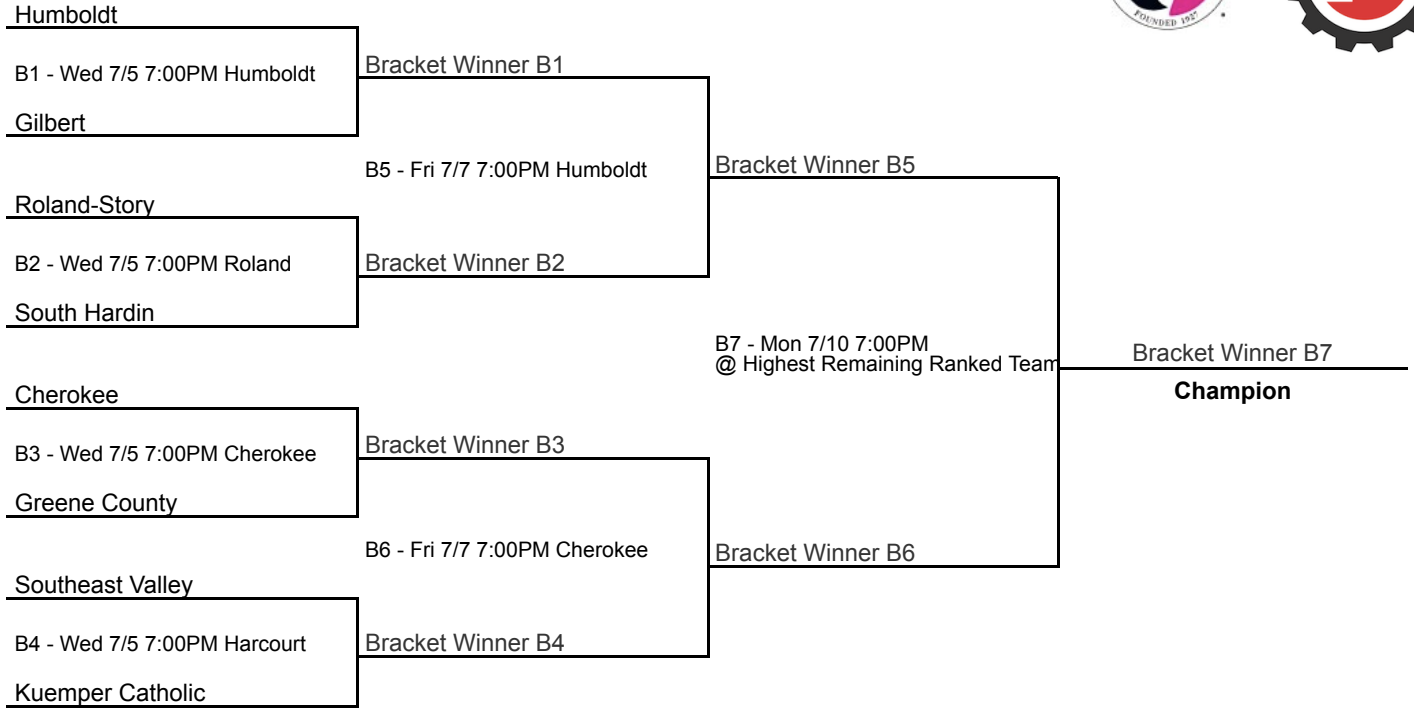 FOUNDED 1927
Humboldt
B1 - Wed 7/5 7:00PM Humboldt
Bracket Winner B1
Gilbert
B5 - Fri 7/7 7:00PM Humboldt
Bracket Winner B5
Roland-Story
B2 - Wed 7/5 7:00PM Roland
Bracket Winner B2
South Hardin
B7 - Mon 7/10 7:00PM
@ Highest Remaining Ranked Team
Bracket Winner B7
Champion
Cherokee
B3 - Wed 7/5 7:00PM Cherokee
Bracket Winner B3
Greene County
B6 - Fri 7/7 7:00PM Cherokee
Bracket Winner B6
Southeast Valley
B4 - Wed 7/5 7:00PM Harcourt
Bracket Winner B4
Kuemper Catholic